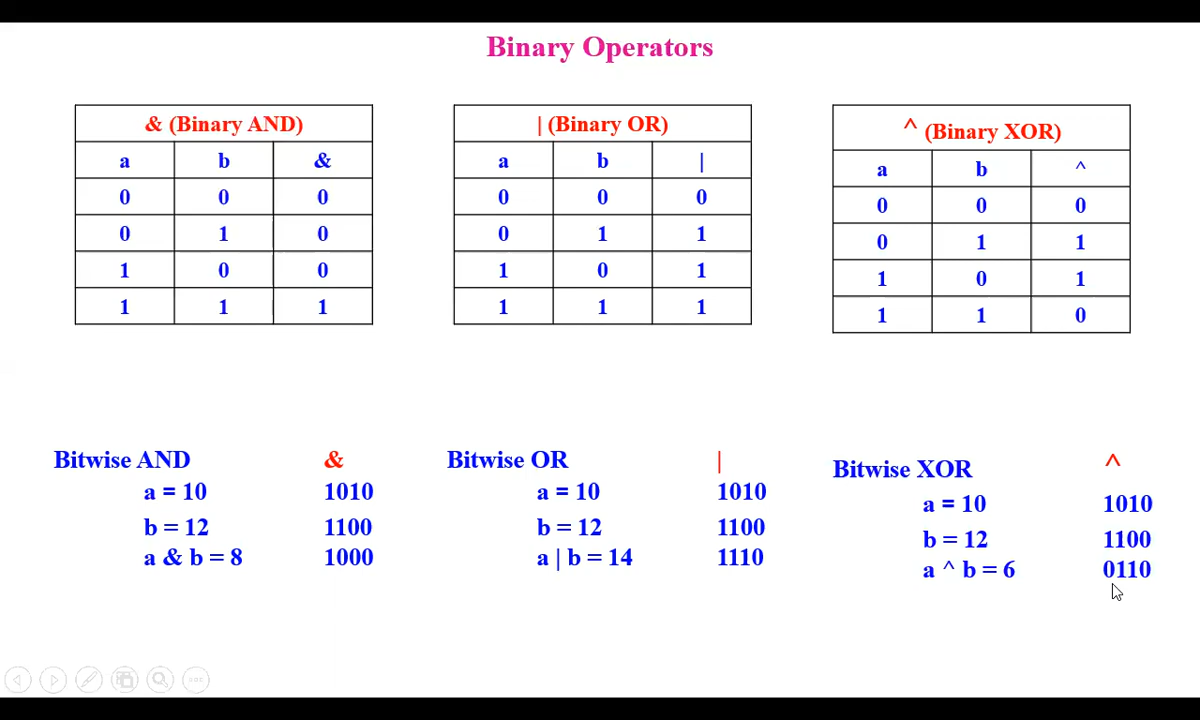 Binary Operators
& (Binary AND)
a b &
0 0 0
0 1 0
1 0 0
1 1 1
| (Binary OR)
a b |
0 0 0
0 1 1
1 0 1
1 1 1
^ (Binary XOR)
a b ^
0 0 0
0 1 1
1 0 1
1 1 0
Bitwise AND &
a = 10 1010
b = 12 1100
a & b = 8 1000
Bitwise OR |
a = 10 1010
b = 12 1100
a | b = 14 1110
Bitwise XOR ^
a = 10 1010
b = 12 1100
a ^ b = 6 0110